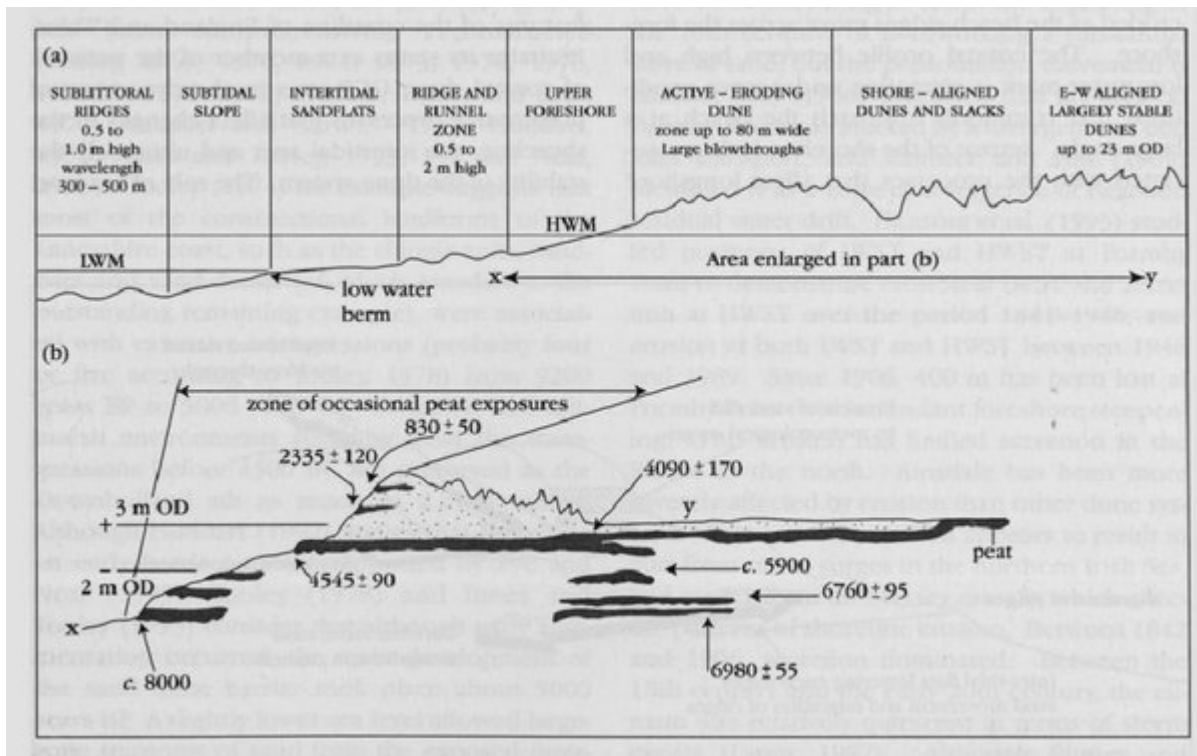 (a)
SUBLITTORAL
RIDGES
0.5 to
1.0 m high
wavelength
300–500 m
SUBTIDAL
SLOPE
INTERTIDAL
SANDFLATS
RIDGE AND
RUNNEL
ZONE
0.5 to
2 m high
UPPER
FORESHORE
ACTIVE – ERODING
DUNE
zone up to 80 m wide
Large blowthroughs
SHORE – ALIGNED
DUNES AND SLACKS
E–W ALIGNED
LARGELY STABLE
DUNES
up to 23 m OD
HWM
LWM
x
Area enlarged in part (b)
y
low water
berm
(b)
zone of occasional peat exposures
830 ± 50
2335 ± 120
4090 ± 170
+ 3 m OD
y
peat
4545 ± 90
c. 5900
2 m OD
6760 ± 95
x
c. 8000
6980 ± 55